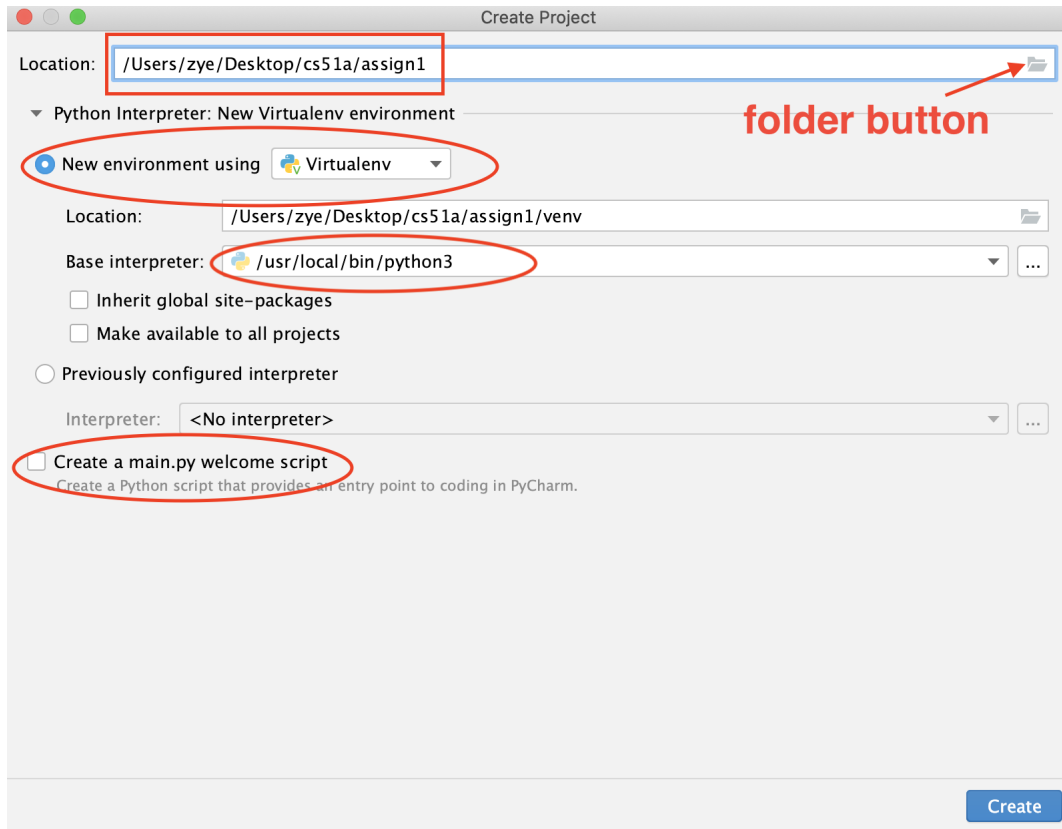 Create Project
Location: /Users/zye/Desktop/cs51a/assign1
folder button
Python Interpreter: New Virtualenv environment
New environment using Virtualenv
Location: /Users/zye/Desktop/cs51a/assign1/venv
Base interpreter: /usr/local/bin/python3 ...
Inherit global site-packages
Make available to all projects
Previously configured interpreter
Interpreter: <No interpreter> ...
Create a main.py welcome script
Create a Python script that provides an entry point to coding in PyCharm.
Create